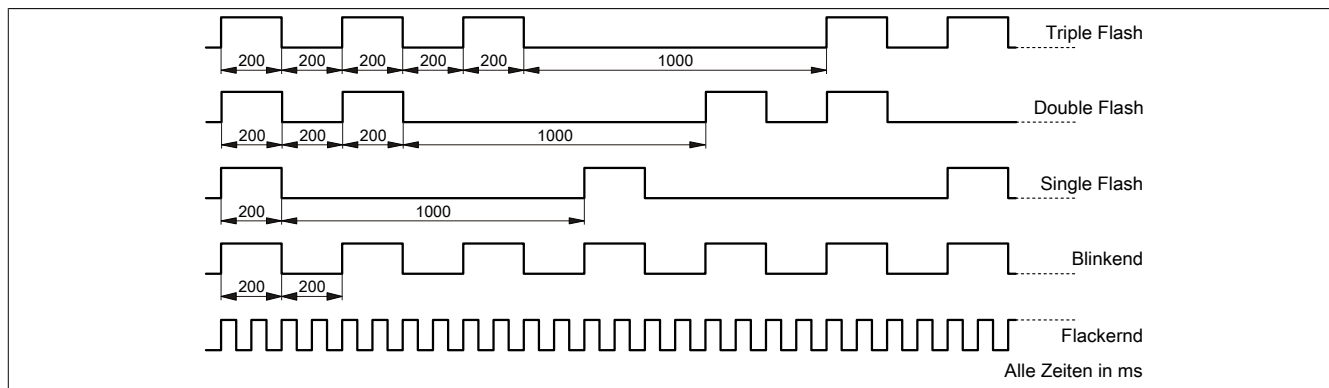 Triple Flash
200 200 200 200 200 1000
Double Flash
200 200 200 1000
Single Flash
200 1000
Blinkend
200 200
Flackernd
Alle Zeiten in ms